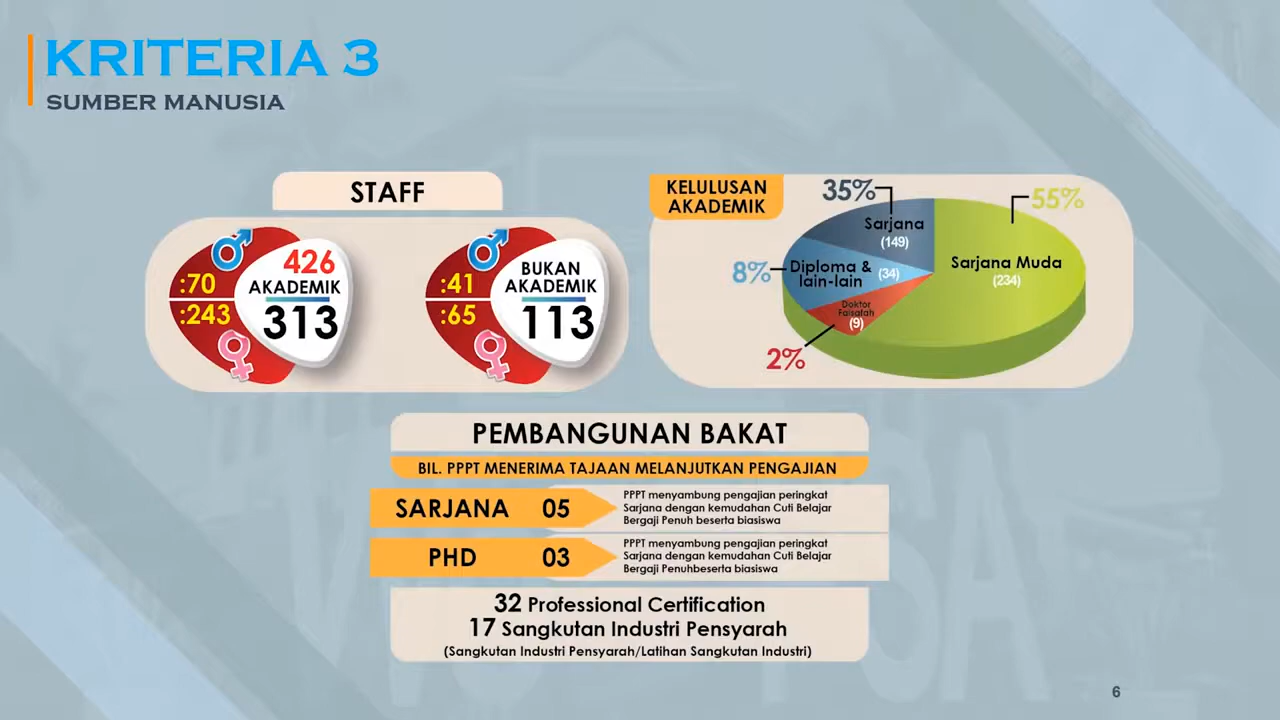 KRITERIA 3
SUMBER MANUSIA
STAFF
:70
:243
426
AKADEMIK
313
:41
:65
BUKAN
AKADEMIK
113
KELULUSAN
AKADEMIK
35%
Sarjana
(149)
55%
Sarjana Muda
(234)
8%
Diploma &
lain-lain
(34)
Doktor
Falsafah
(9)
2%
PEMBANGUNAN BAKAT
BIL. PPPT MENERIMA TAJAAN MELANJUTKAN PENGAJIAN
SARJANA 05
PPPT menyambung pengajian peringkat
Sarjana dengan kemudahan Cuti Belajar
Bergaji Penuh beserta biasiswa
PHD 03
PPPT menyambung pengajian peringkat
Sarjana dengan kemudahan Cuti Belajar
Bergaji Penuhbeserta biasiswa
32 Professional Certification
17 Sangkutan Industri Pensyarah
(Sangkutan Industri Pensyarah/Latihan Sangkutan Industri)
6